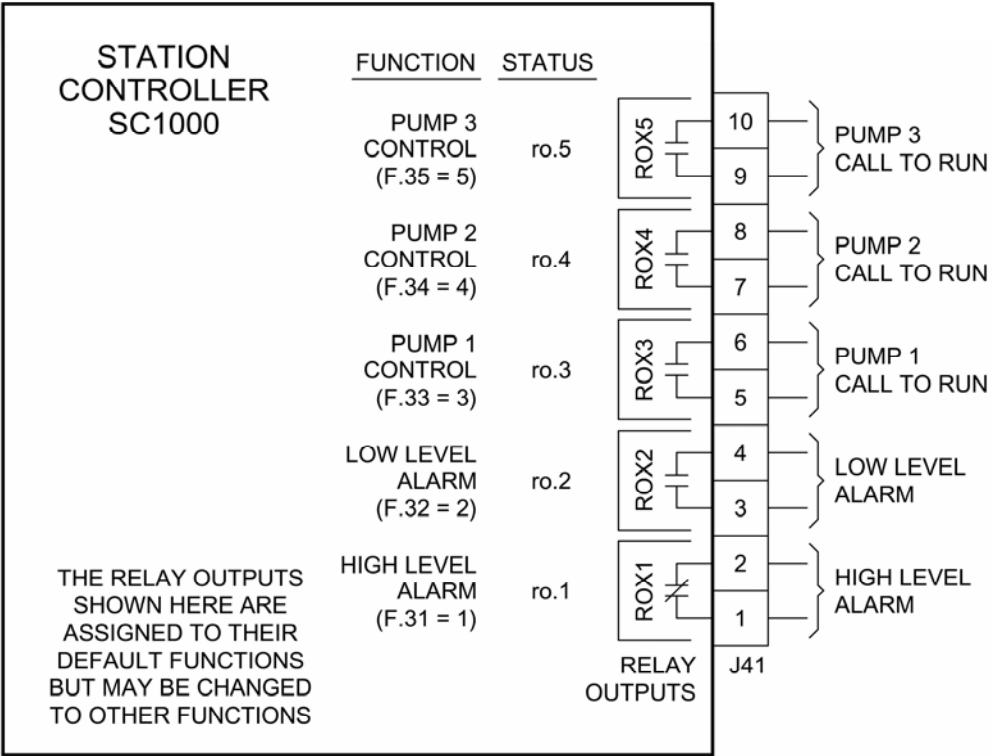 STATION
CONTROLLER
SC1000
FUNCTION STATUS
PUMP 3
CONTROL
(F.35 = 5)
ro.5
ROX5
10
9
PUMP 3
CALL TO RUN
PUMP 2
CONTROL
(F.34 = 4)
ro.4
ROX4
8
7
PUMP 2
CALL TO RUN
PUMP 1
CONTROL
(F.33 = 3)
ro.3
ROX3
6
5
PUMP 1
CALL TO RUN
LOW LEVEL
ALARM
(F.32 = 2)
ro.2
ROX2
4
3
LOW LEVEL
ALARM
HIGH LEVEL
ALARM
(F.31 = 1)
ro.1
ROX1
2
1
HIGH LEVEL
ALARM
RELAY
OUTPUTS
J41
THE RELAY OUTPUTS
SHOWN HERE ARE
ASSIGNED TO THEIR
DEFAULT FUNCTIONS
BUT MAY BE CHANGED
TO OTHER FUNCTIONS